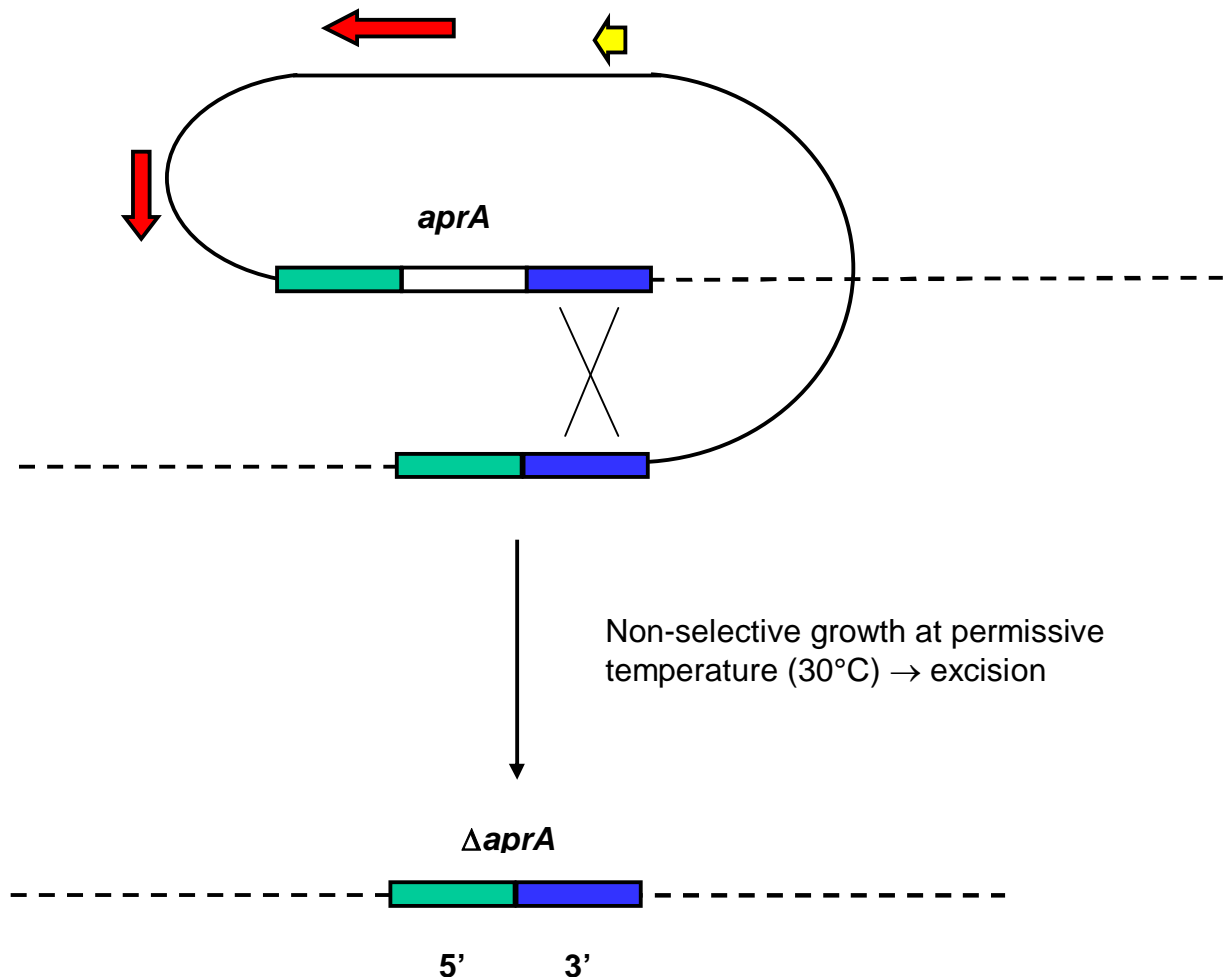 aprA
Non-selective growth at permissive
temperature (30°C) → excision
ΔaprA
5’ 3’